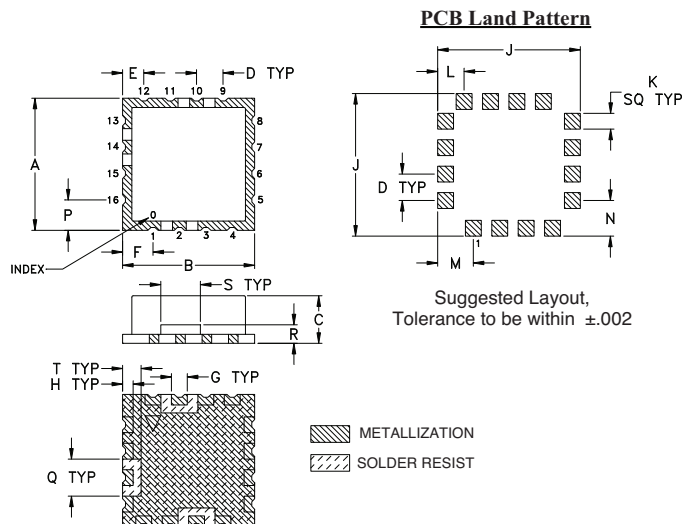 PCB Land Pattern
E
D TYP
12
11
10
9
13
14
15
16
8
7
6
5
A
P
0
1
2
3
4
F
INDEX
B
J
L
K
SQ TYP
J
D TYP
N
1
M
Suggested Layout,
Tolerance to be within ±.002
S TYP
C
R
T TYP
H TYP
G TYP
Q TYP
METALLIZATION
SOLDER RESIST